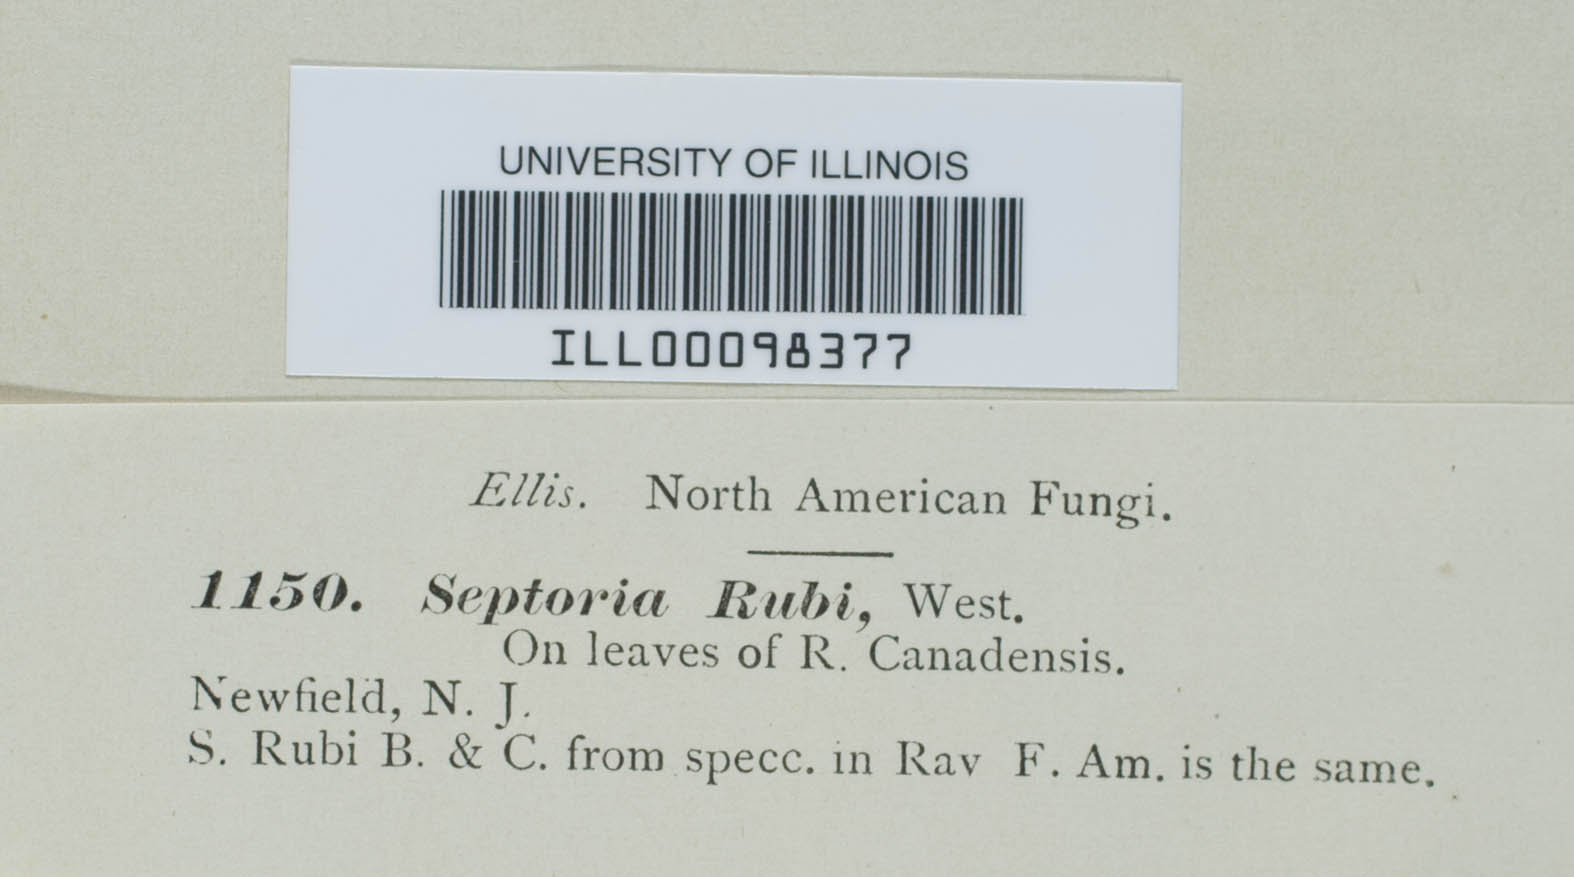 UNIVERSITY OF ILLINOIS
ILL00098377
Ellis. North American Fungi.
1150. Septoria Rubi, West.
On leaves of R. Canadensis.
Newfield, N. J.
S. Rubi B. & C. from specc. in Rav F. Am. is the same.